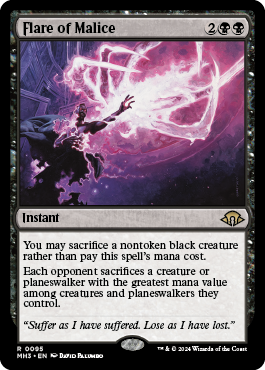 Flare of Malice 2
Instant
You may sacrifice a nontoken black creature
rather than pay this spell's mana cost.
Each opponent sacrifices a creature or
planeswalker with the greatest mana value
among creatures and planeswalkers they
control.
"Suffer as I have suffered. Lose as I have lost."
R 0095
MH3 • EN DAVID PALUMBO ™ & © 2024 Wizards of the Coast